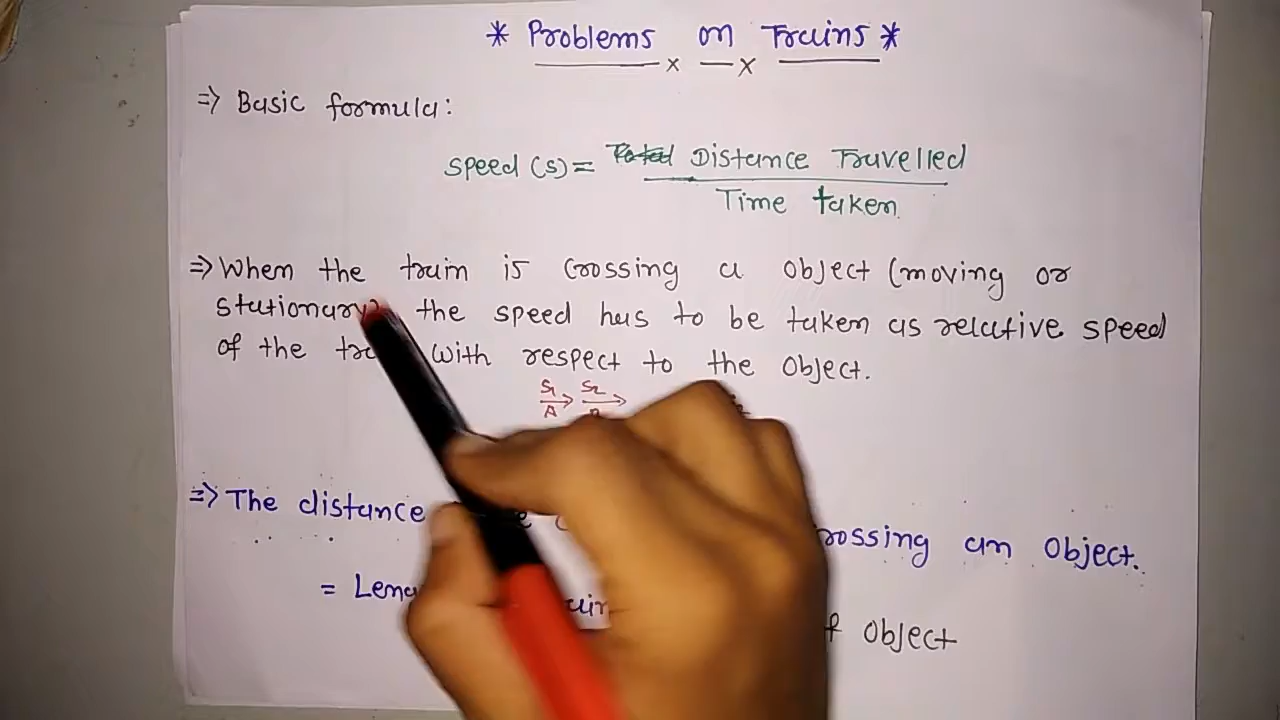 * Problems on Trains *
⇒ Basic formula:
Speed (s) = Total Distance Travelled
Time taken
⇒ When the train is crossing a object (moving or
stationary) the speed has to be taken as relative speed
of the with respect to the object.
S1 S2
A
⇒ The distance crossing an object.
=
object